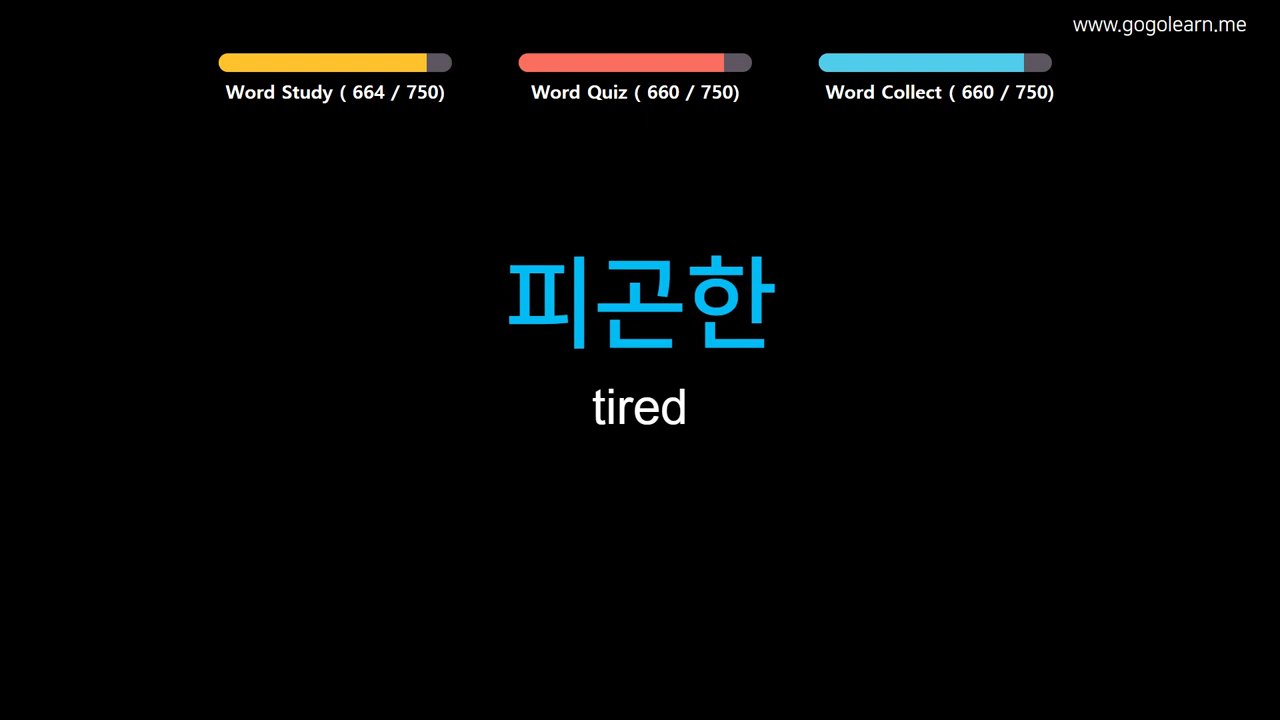 www.gogolearn.me
Word Study ( 664 / 750)
Word Quiz ( 660 / 750)
Word Collect ( 660 / 750)
피곤한
tired